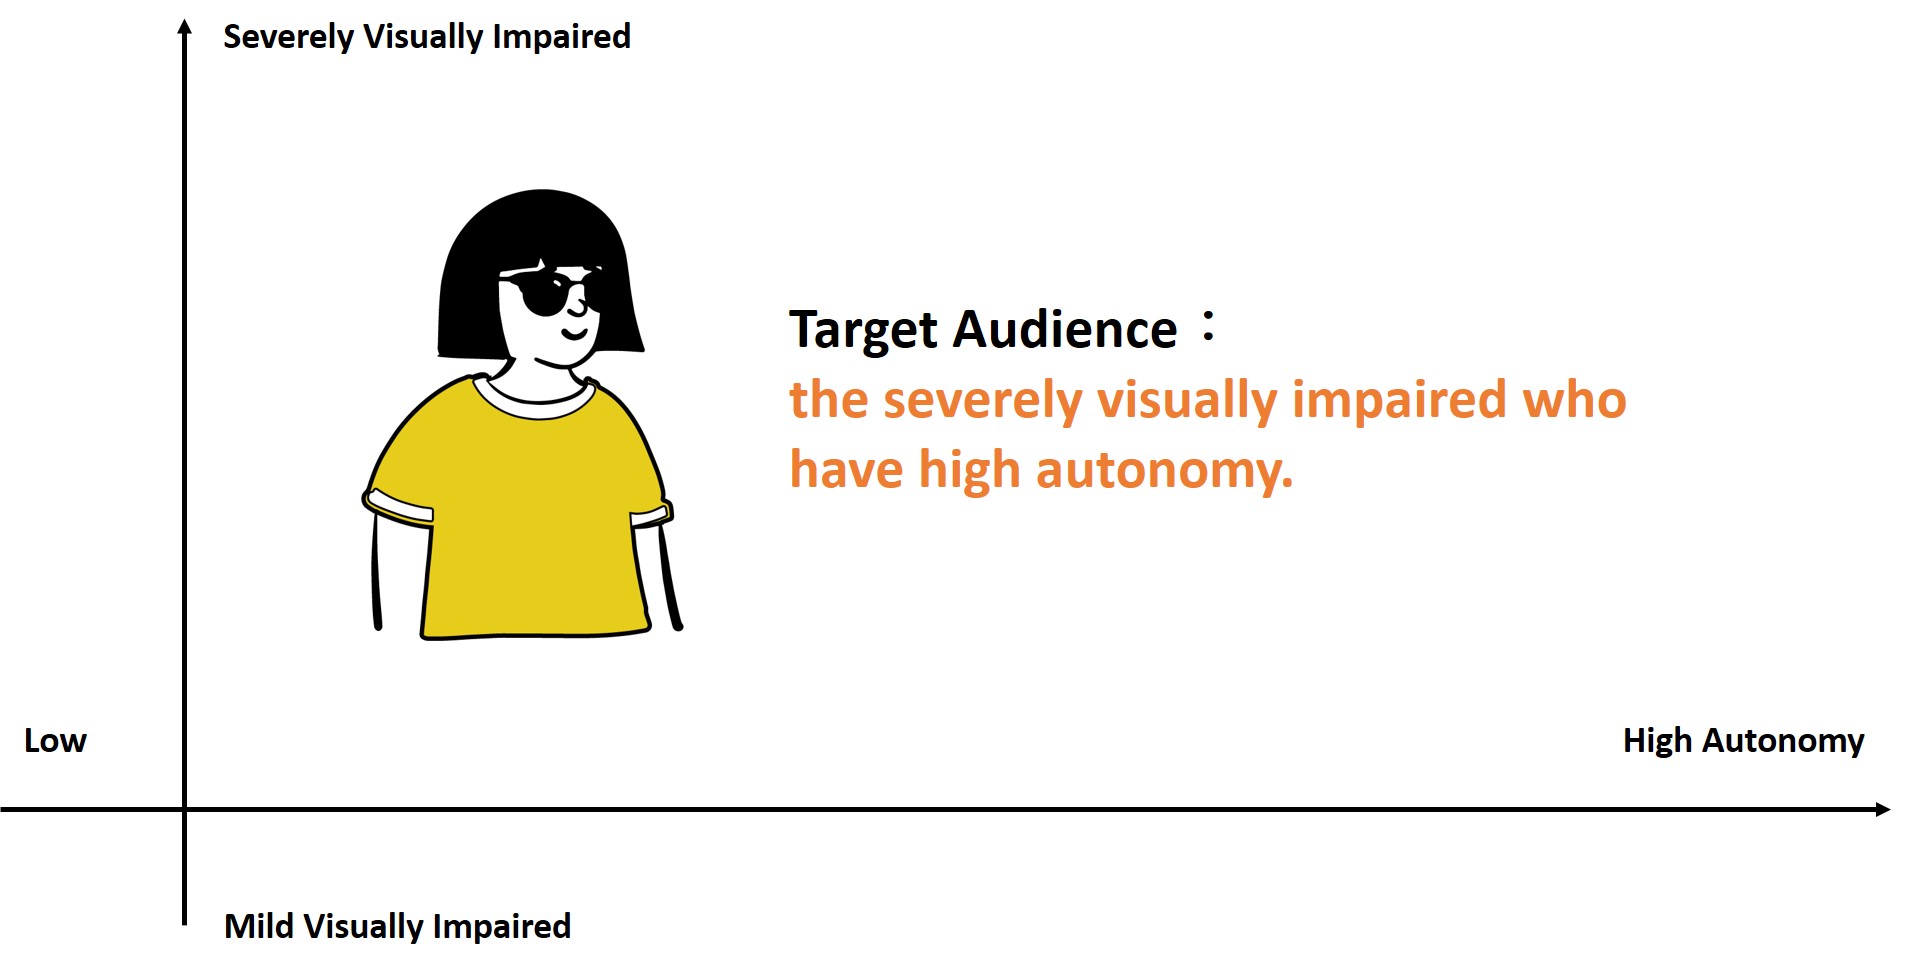 Severely Visually Impaired
Target Audience：
the severely visually impaired who
have high autonomy.
Low
High Autonomy
Mild Visually Impaired